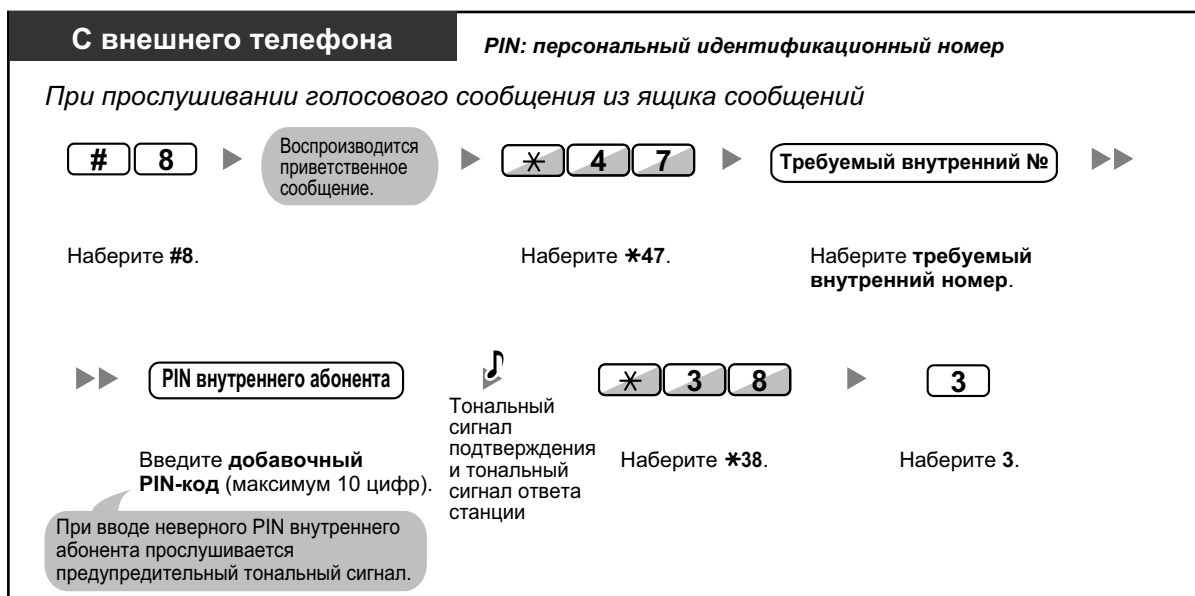 С внешнего телефона
PIN: персональный идентификационный номер
При прослушивании голосового сообщения из ящика сообщений
# 8
Воспроизводится
приветственное
сообщение.
* 4 7
Требуемый внутренний №
Наберите #8.
Наберите *47.
Наберите требуемый
внутренний номер.
PIN внутреннего абонента
Тональный
сигнал
подтверждения
и тональный
сигнал ответа
станции
* 3 8
3
Введите добавочный
PIN-код (максимум 10 цифр).
Наберите *38.
Наберите 3.
При вводе неверного PIN внутреннего
абонента прослушивается
предупредительный тональный сигнал.